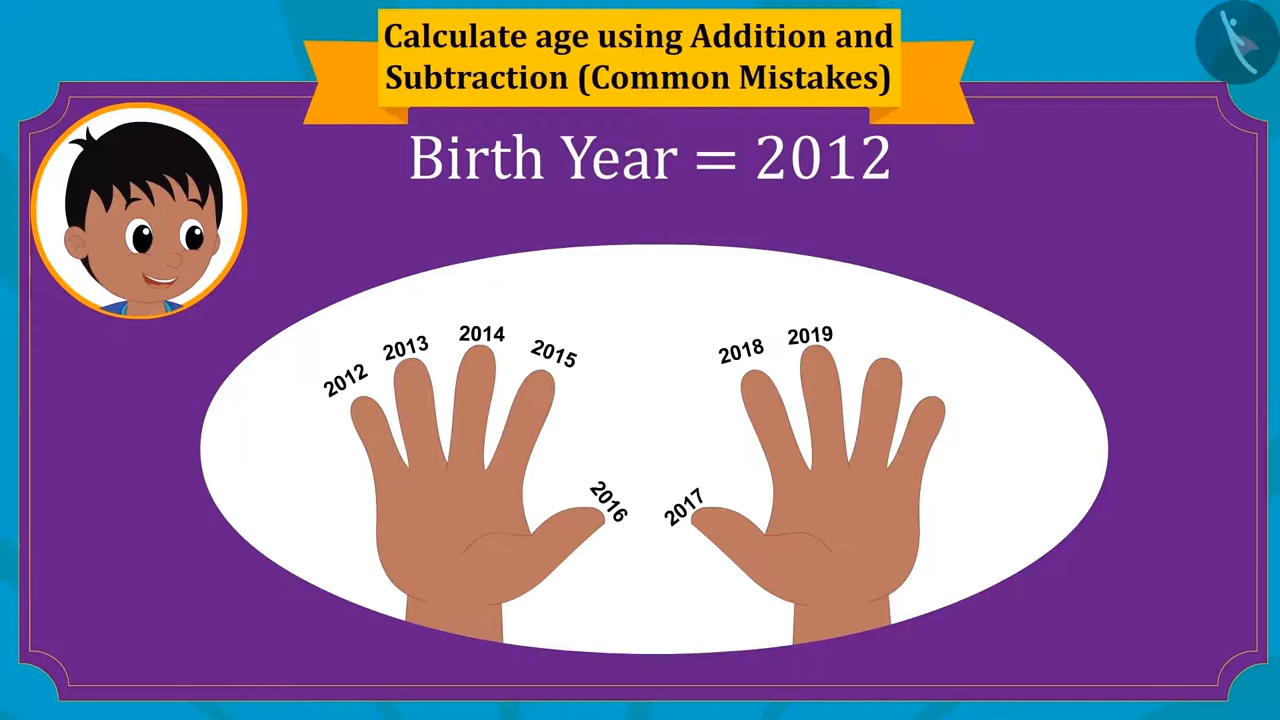 Calculate age using Addition and
Subtraction (Common Mistakes)
Birth Year = 2012
2012
2013
2014
2015
2016
2017
2018
2019